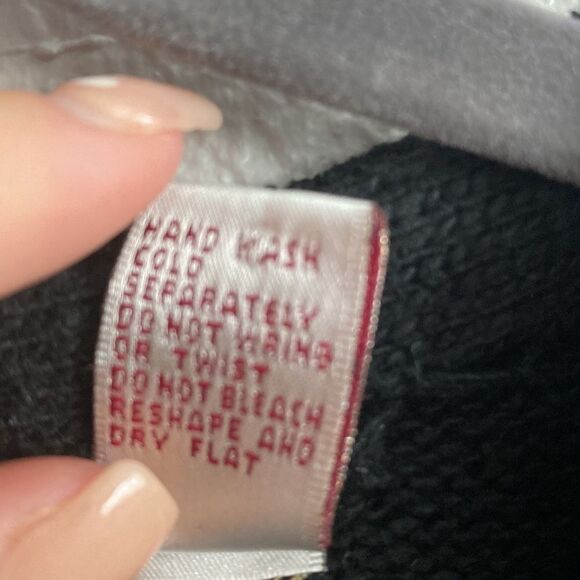 HAND WASH
COLD
SEPARATELY
DO NOT WRING
OR TWIST
DO NOT BLEACH
RESHAPE AND
DRY FLAT